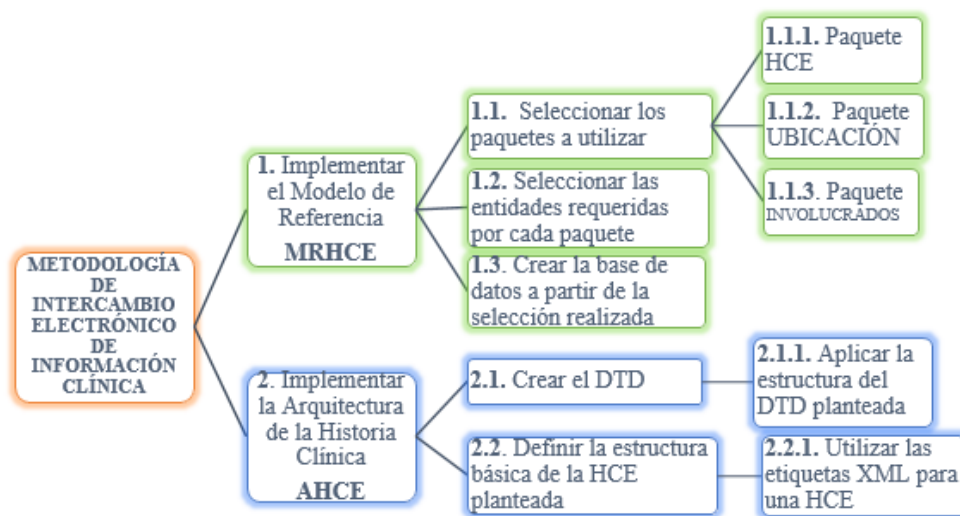 METODOLOGÍA
DE
INTERCAMBIO
ELECTRÓNICO
DE
INFORMACIÓN
CLÍNICA
1. Implementar
el Modelo de
Referencia
MRHCE
1.1. Seleccionar los
paquetes a utilizar
1.1.1. Paquete
HCE
1.1.2. Paquete
UBICACIÓN
1.1.3. Paquete
INVOLUCRADOS
1.2. Seleccionar las
entidades requeridas
por cada paquete
1.3. Crear la base de
datos a partir de la
selección realizada
2. Implementar
la Arquitectura
de la Historia
Clínica
AHCE
2.1. Crear el DTD
2.1.1. Aplicar la
estructura del
DTD planteada
2.2. Definir la estructura
básica de la HCE
planteada
2.2.1. Utilizar las
etiquetas XML para
una HCE